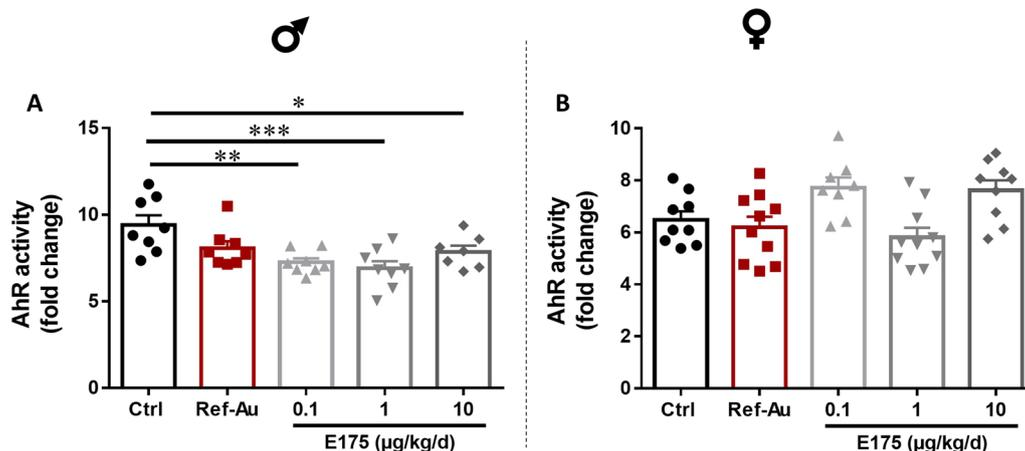 ♂
♀
A
B
*
***
**
AhR activity
(fold change)
15
10
5
0
Ctrl Ref-Au 0.1 1 10
E175 (μg/kg/d)
AhR activity
(fold change)
10
8
6
4
2
0
Ctrl Ref-Au 0.1 1 10
E175 (μg/kg/d)